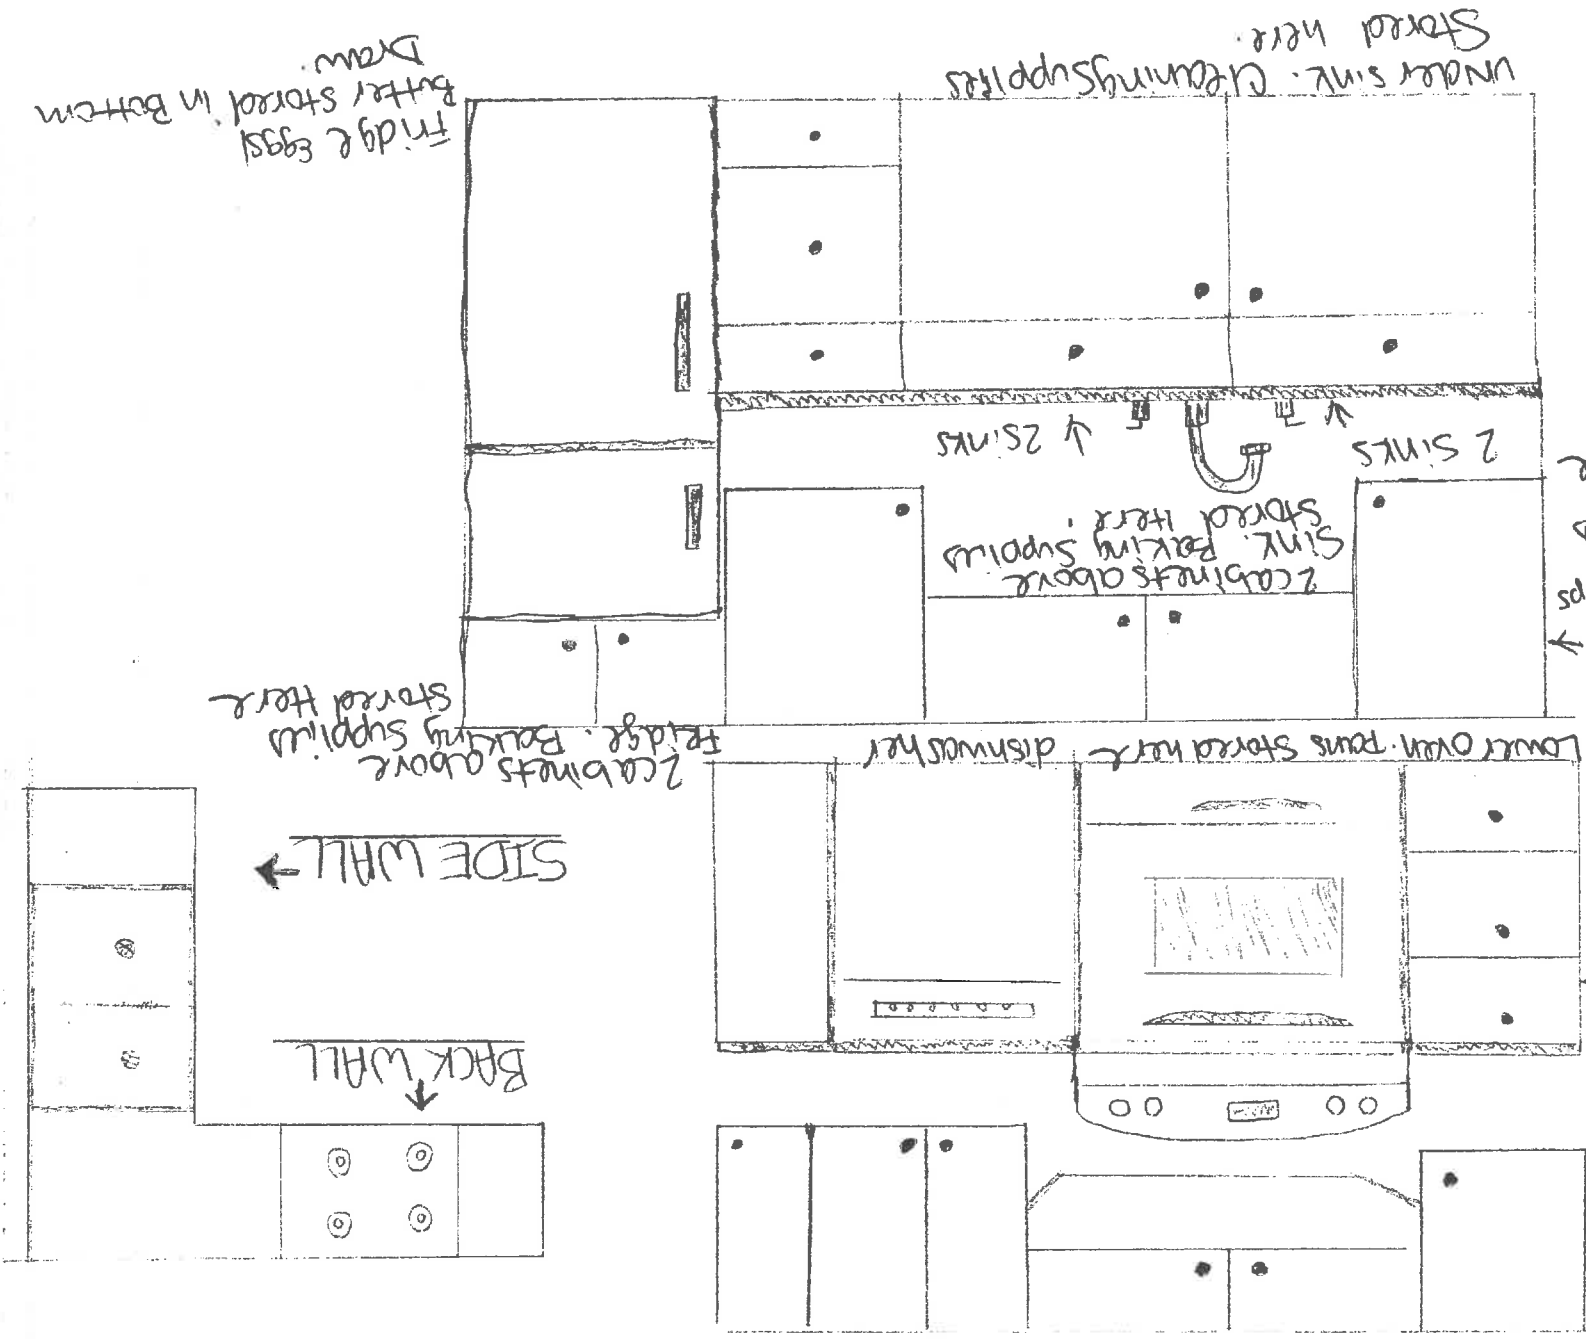 BACK WALL
SIDE WALL
Lower oven. pans stored here
dishwasher
2 cabinets above
Fridge. Baking Supplies
Stored Here
2 cabinets above
Sink. Baking Supplies
Stored Here.
2 Sinks
2 Sinks
Under sink. Cleaning Supplies
Stored here.
Fridge Eggs/
Butter stored in Bottom
Draw.